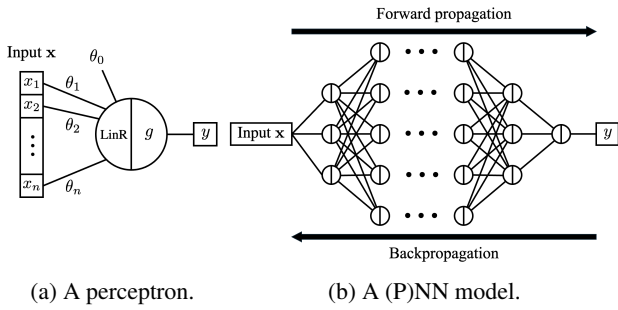 Input x
θ0
x1
θ1
x2
θ2
LinR
g
y
xn
θn
Forward propagation
Input x
y
Backpropagation
(a) A perceptron.
(b) A (P)NN model.